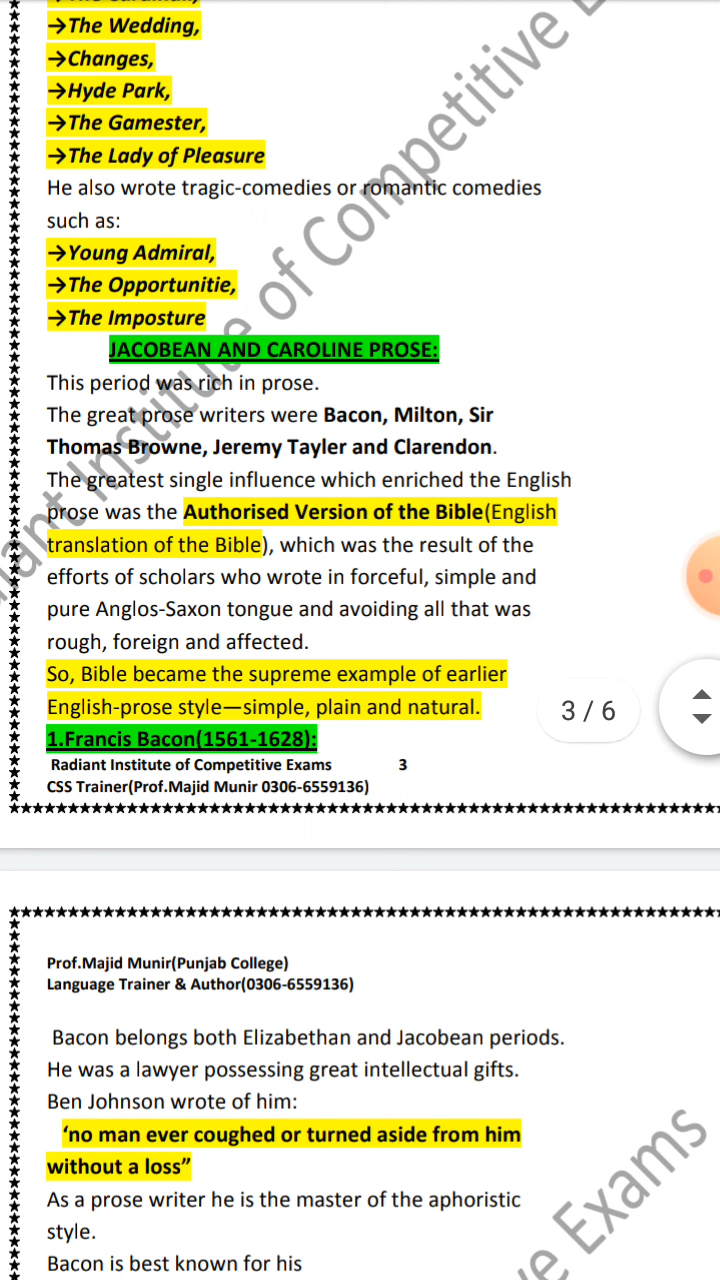 →The Wedding,
→Changes,
→Hyde Park,
→The Gamester,
→The Lady of Pleasure
He also wrote tragic-comedies or romantic comedies
such as:
→Young Admiral,
→The Opportunitie,
→The Imposture
JACOBEAN AND CAROLINE PROSE:
This period was rich in prose.
The great prose writers were Bacon, Milton, Sir
Thomas Browne, Jeremy Tayler and Clarendon.
The greatest single influence which enriched the English
prose was the Authorised Version of the Bible(English
translation of the Bible), which was the result of the
efforts of scholars who wrote in forceful, simple and
pure Anglos-Saxon tongue and avoiding all that was
rough, foreign and affected.
So, Bible became the supreme example of earlier
English-prose style—simple, plain and natural.
3 / 6
1.Francis Bacon(1561-1628):
Radiant Institute of Competitive Exams 3
CSS Trainer(Prof.Majid Munir 0306-6559136)
Prof.Majid Munir(Punjab College)
Language Trainer & Author(0306-6559136)
Bacon belongs both Elizabethan and Jacobean periods.
He was a lawyer possessing great intellectual gifts.
Ben Johnson wrote of him:
‘no man ever coughed or turned aside from him
without a loss”
As a prose writer he is the master of the aphoristic
style.
Bacon is best known for his
Institute of Competitive
Exams